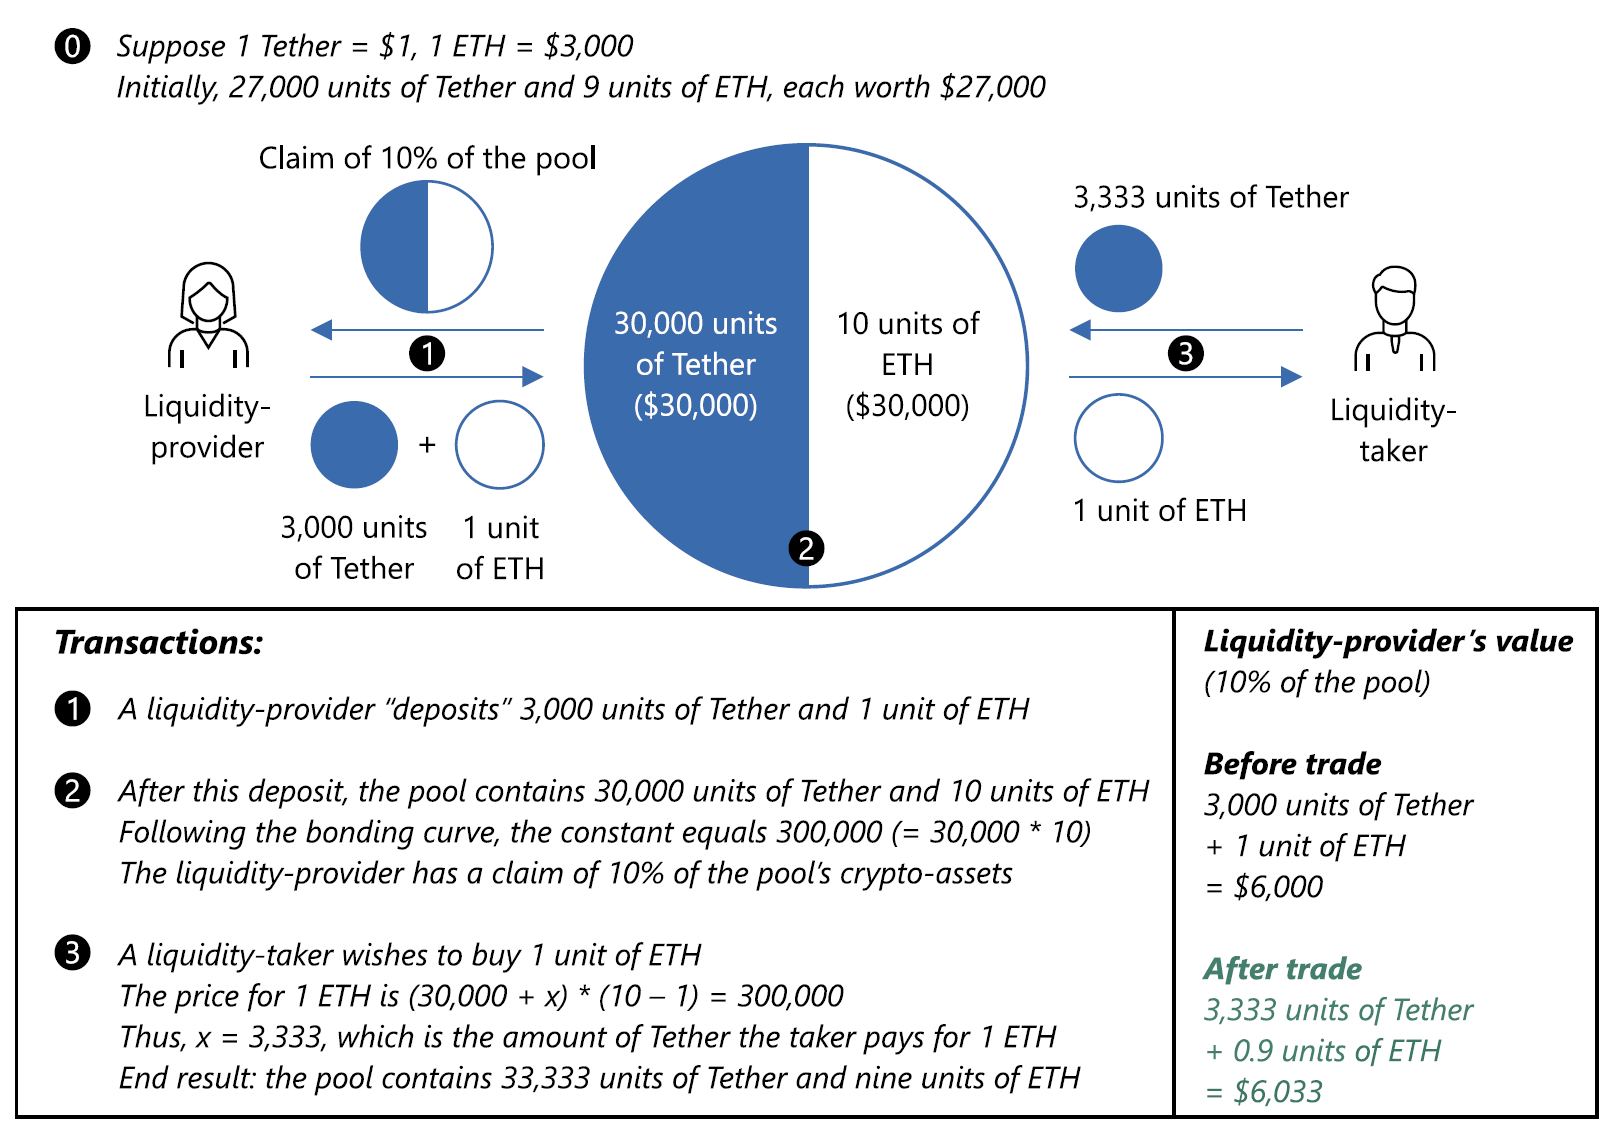 0 Suppose 1 Tether = $1, 1 ETH = $3,000
Initially, 27,000 units of Tether and 9 units of ETH, each worth $27,000
Claim of 10% of the pool
1
Liquidity-
provider
+
3,000 units
of Tether
1 unit
of ETH
30,000 units
of Tether
($30,000)
10 units of
ETH
($30,000)
2
3,333 units of Tether
3
1 unit of ETH
Liquidity-
taker
Transactions:
1 A liquidity-provider “deposits” 3,000 units of Tether and 1 unit of ETH
2 After this deposit, the pool contains 30,000 units of Tether and 10 units of ETH
Following the bonding curve, the constant equals 300,000 (= 30,000 * 10)
The liquidity-provider has a claim of 10% of the pool’s crypto-assets
3 A liquidity-taker wishes to buy 1 unit of ETH
The price for 1 ETH is (30,000 + x) * (10 – 1) = 300,000
Thus, x = 3,333, which is the amount of Tether the taker pays for 1 ETH
End result: the pool contains 33,333 units of Tether and nine units of ETH
Liquidity-provider’s value
(10% of the pool)
Before trade
3,000 units of Tether
+ 1 unit of ETH
= $6,000
After trade
3,333 units of Tether
+ 0.9 units of ETH
= $6,033